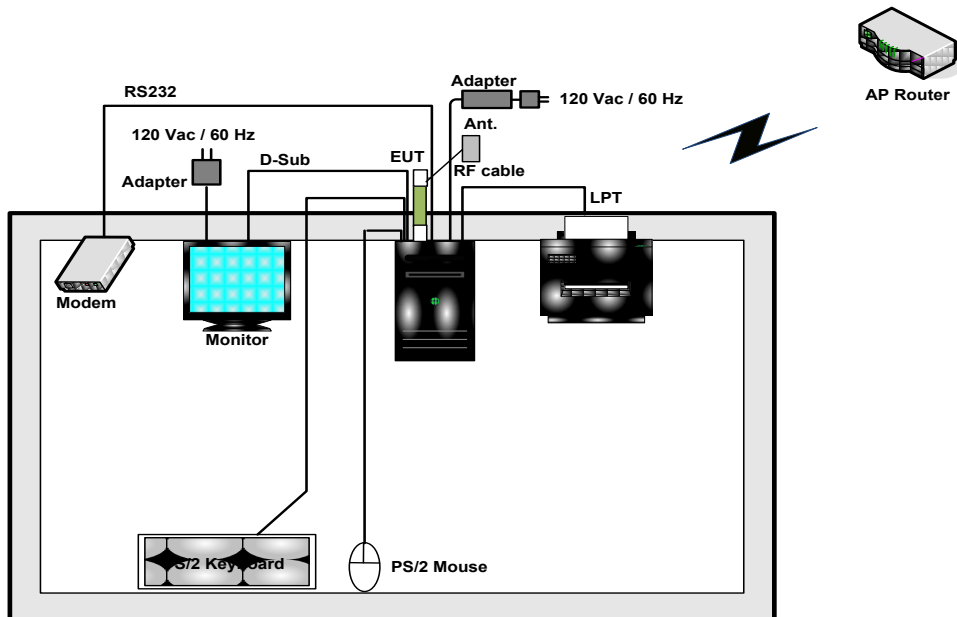 RS232
Adapter
120 Vac / 60 Hz
AP Router
120 Vac / 60 Hz
Ant.
D-Sub
EUT
RF cable
Adapter
LPT
Modem
Monitor
PS/2 Mouse